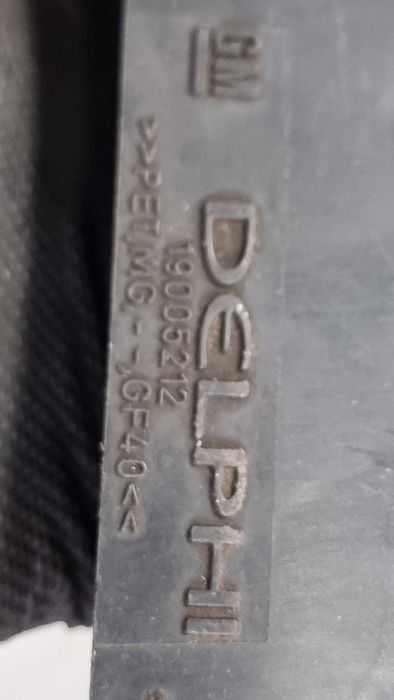 GM
DELPHI
19005212
>>PET,MG,--,GF40<<